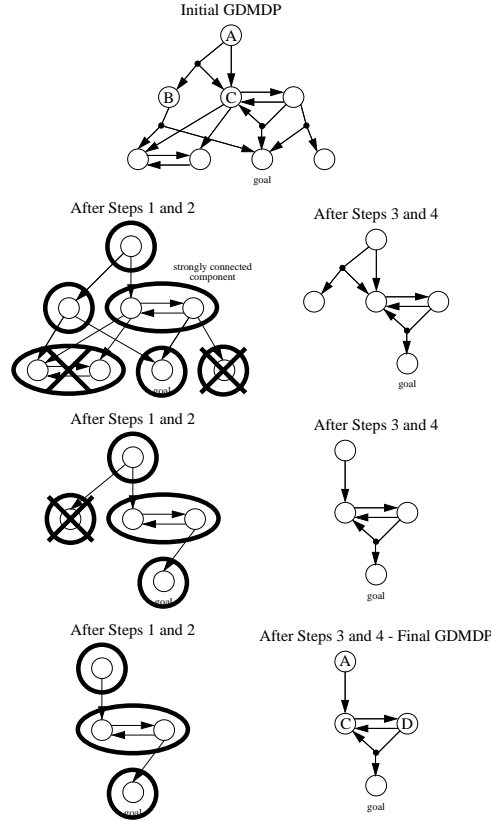 Initial GDMDP
A
B
C
goal
After Steps 1 and 2
strongly connected
component
goal
After Steps 3 and 4
goal
After Steps 1 and 2
goal
After Steps 3 and 4
goal
After Steps 1 and 2
goal
After Steps 3 and 4 - Final GDMDP
A
C
D
goal